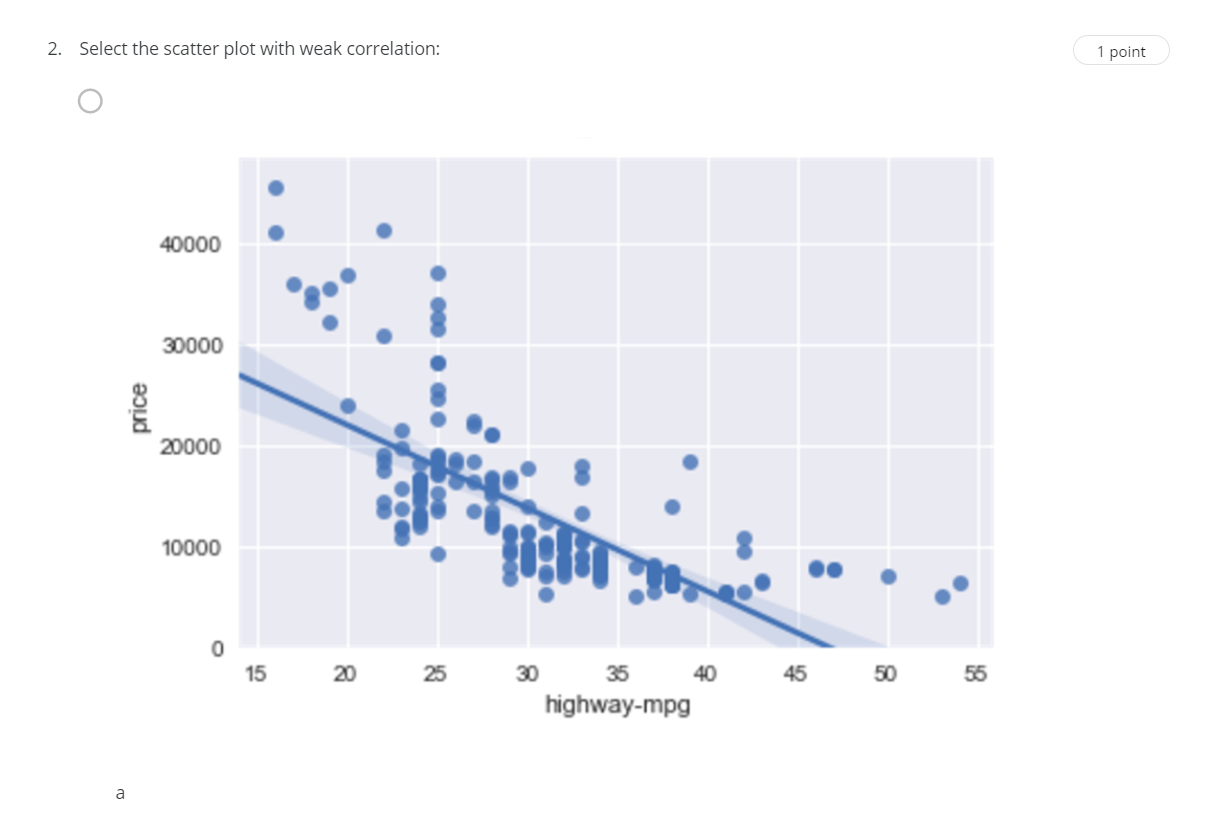 2. Select the scatter plot with weak correlation:
1 point
40000
30000
20000
10000
0
price
15 20 25 30 35 40 45 50 55
highway-mpg
a